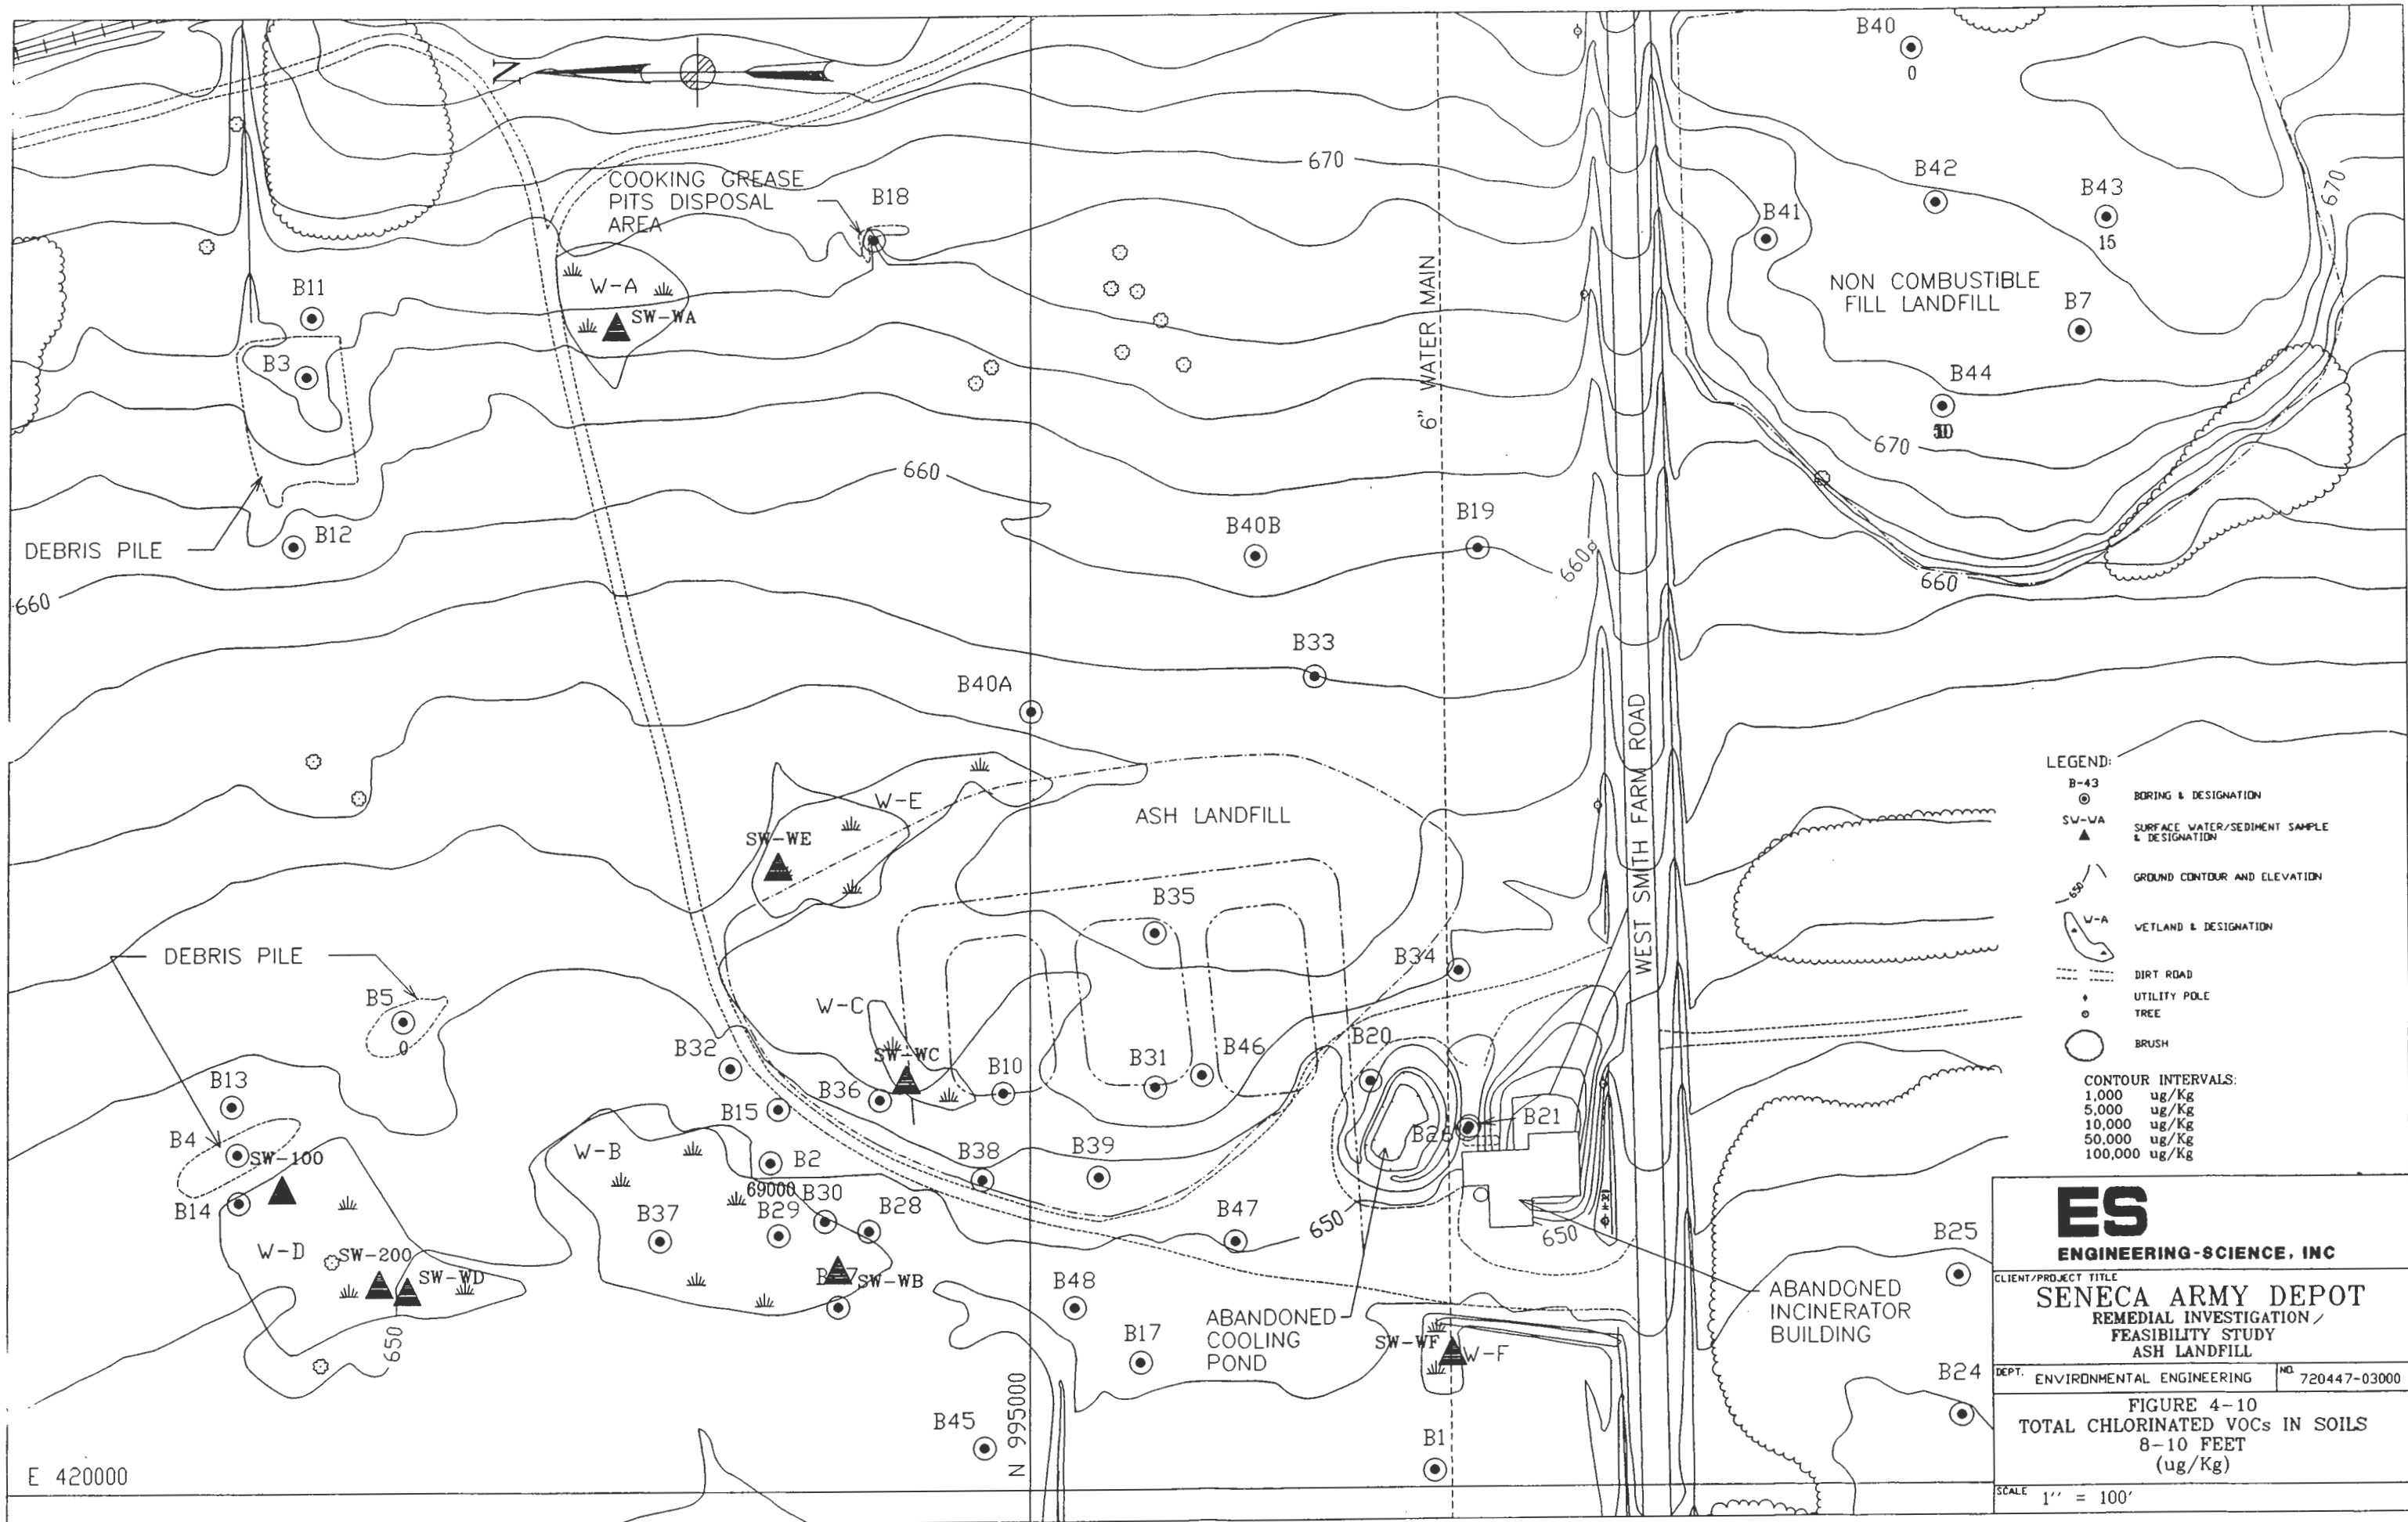 B40
0
N
COOKING GREASE
PITS DISPOSAL
AREA
B18
670
B42
B43
15
670
B41
W-A
SW-WA
NON COMBUSTIBLE
FILL LANDFILL
B7
B11
B3
6" WATER MAIN
B44
670
660
DEBRIS PILE
B12
B40B
B19
660
660
660
B33
B40A
WEST SMITH FARM ROAD
W-E
SW-WE
ASH LANDFILL
B35
B34
DEBRIS PILE
B5
0
W-C
SW-WC
B32
B36
B10
B31
B46
B20
B13
B15
B4
SW-100
B14
W-B
B2
69000
B30
B28
B37
B29
B38
B39
B47
B21
650
650
W-D
SW-200
SW-WD
SW-WB
650
B48
B17
ABANDONED
COOLING
POND
SW-WF
W-F
ABANDONED
INCINERATOR
BUILDING
B25
B24
B45
N 995000
B1
E 420000
LEGEND:
B-43
BORING & DESIGNATION
SW-WA
SURFACE WATER/SEDIMENT SAMPLE
& DESIGNATION
650
GROUND CONTOUR AND ELEVATION
W-A
WETLAND & DESIGNATION
DIRT ROAD
UTILITY POLE
TREE
BRUSH
CONTOUR INTERVALS:
1,000 ug/Kg
5,000 ug/Kg
10,000 ug/Kg
50,000 ug/Kg
100,000 ug/Kg
ES
ENGINEERING-SCIENCE, INC
CLIENT/PROJECT TITLE
SENECA ARMY DEPOT
REMEDIAL INVESTIGATION/
FEASIBILITY STUDY
ASH LANDFILL
DEPT. ENVIRONMENTAL ENGINEERING
NO. 720447-03000
FIGURE 4-10
TOTAL CHLORINATED VOCs IN SOILS
8-10 FEET
(ug/Kg)
SCALE 1'' = 100'